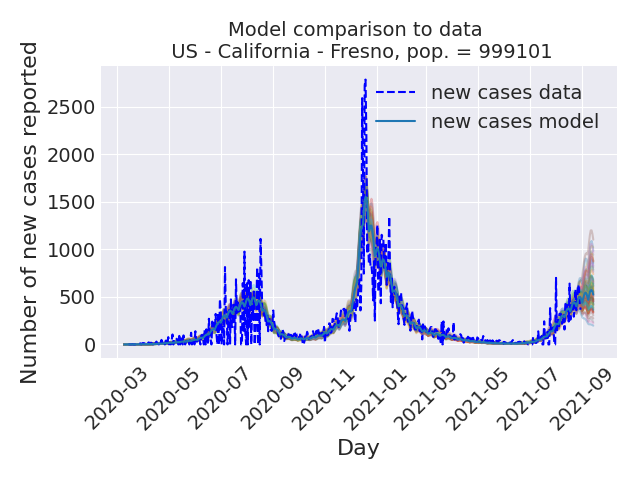 Model comparison to data
US - California - Fresno, pop. = 999101
Number of new cases reported
2500
2000
1500
1000
500
0
new cases data
new cases model
2020-03
2020-05
2020-07
2020-09
2020-11
2021-01
2021-03
2021-05
2021-07
2021-09
Day